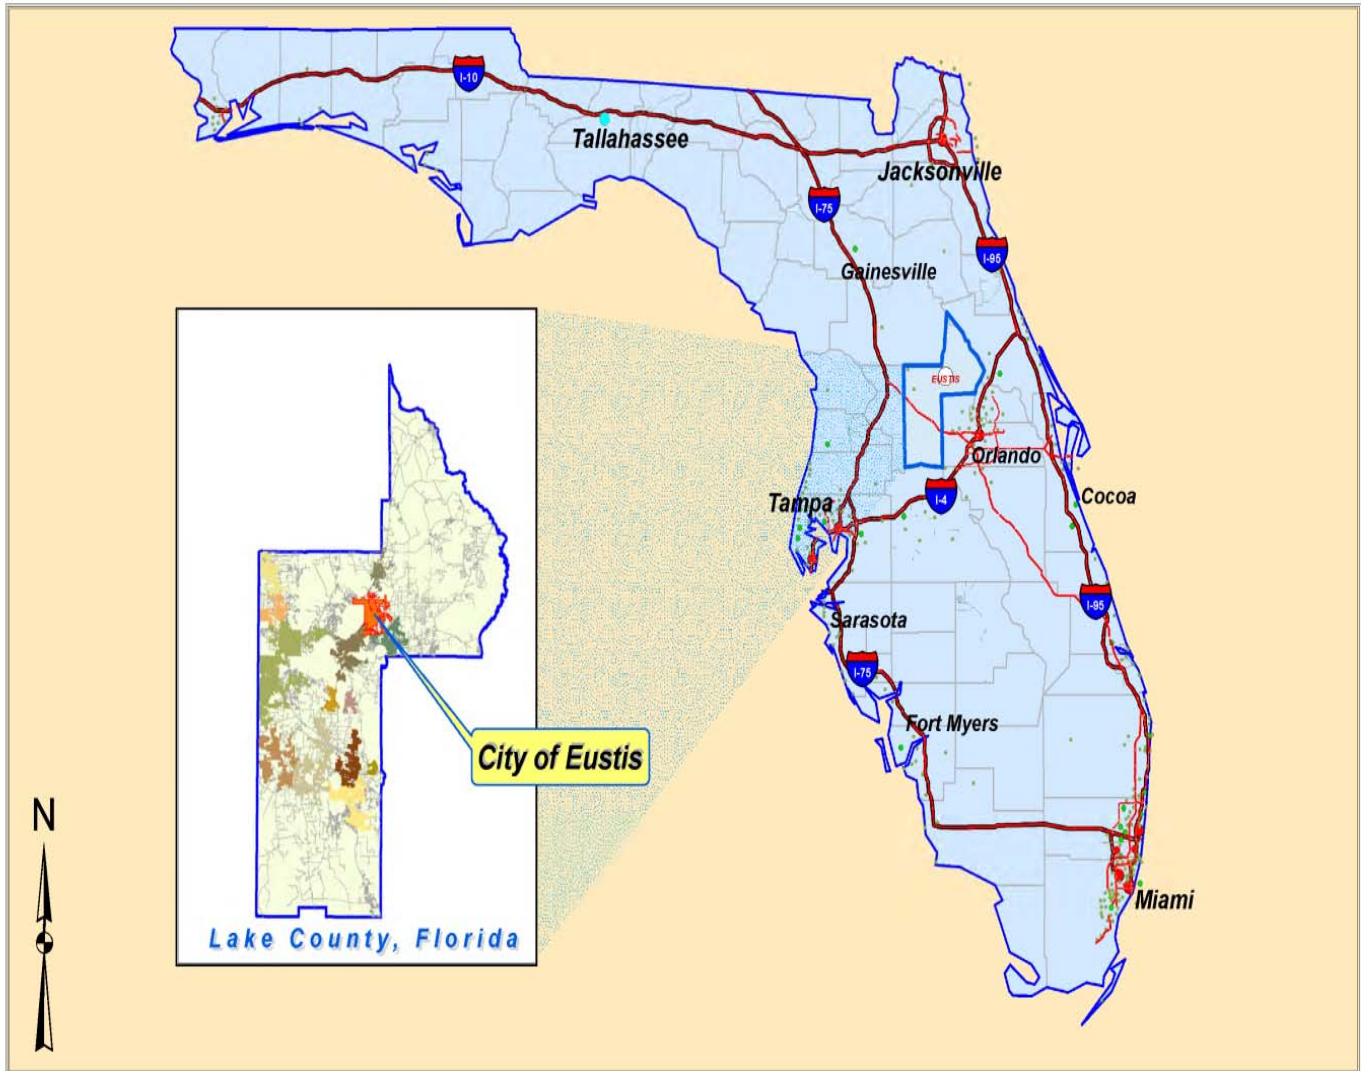 I-10
Tallahassee
Jacksonville
I-75
I-95
Gainesville
EUSTIS
Orlando
I-4
Cocoa
Tampa
I-95
Sarasota
I-75
Fort Myers
City of Eustis
N
Miami
Lake County, Florida